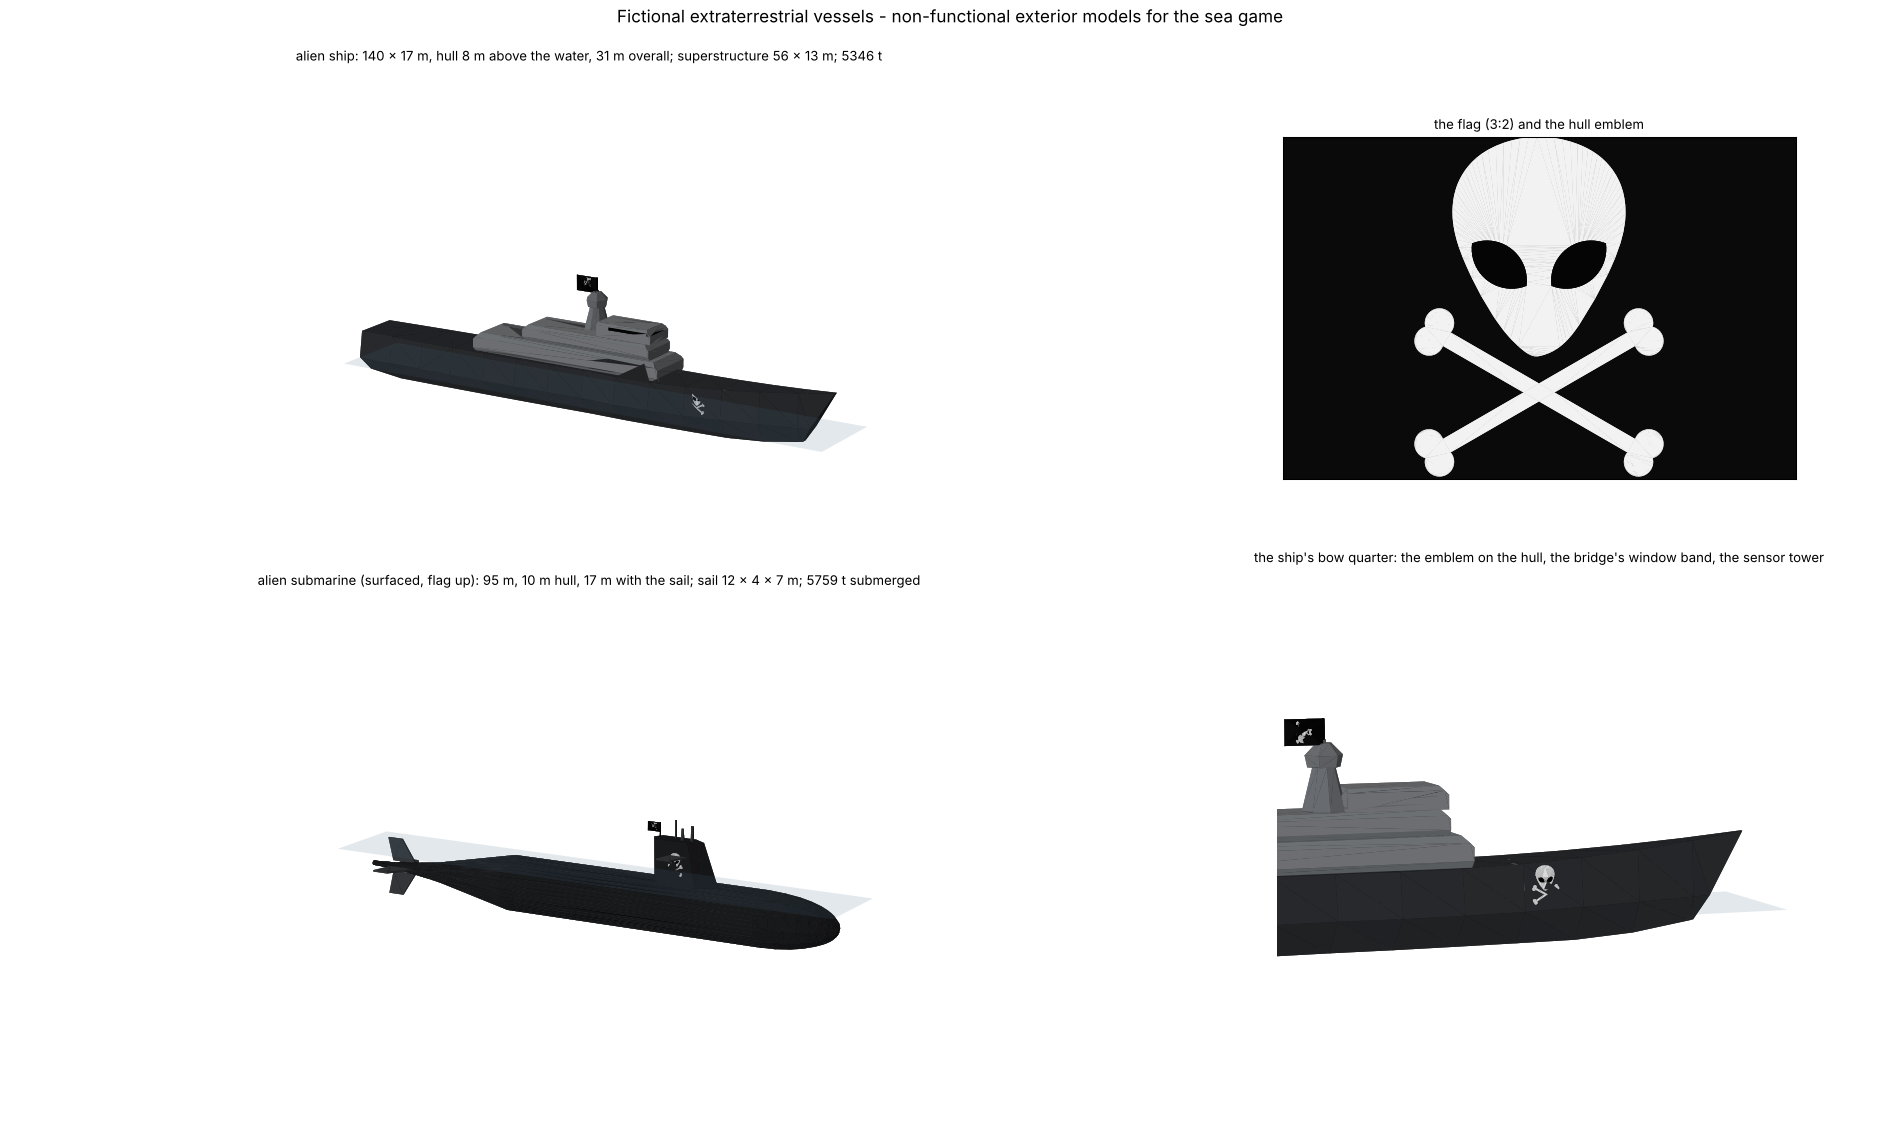 Fictional extraterrestrial vessels - non-functional exterior models for the sea game
alien ship: 140 × 17 m, hull 8 m above the water, 31 m overall; superstructure 56 × 13 m; 5346 t
the flag (3:2) and the hull emblem
alien submarine (surfaced, flag up): 95 m, 10 m hull, 17 m with the sail; sail 12 × 4 × 7 m; 5759 t submerged
the ship's bow quarter: the emblem on the hull, the bridge's window band, the sensor tower